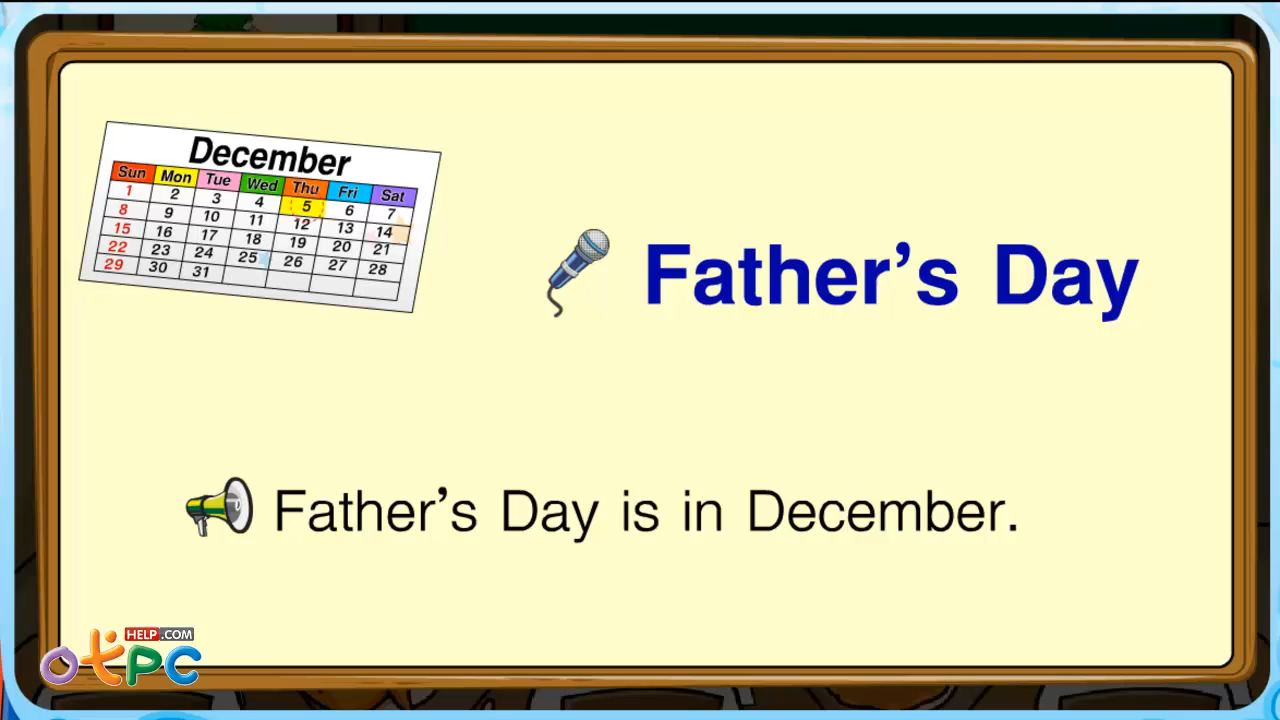 December
Sun Mon Tue Wed Thu Fri Sat
1 2 3 4 5 6 7
8 9 10 11 12 13 14
15 16 17 18 19 20 21
22 23 24 25 26 27 28
29 30 31
Father's Day
Father's Day is in December.
HELP.COM
OTPC